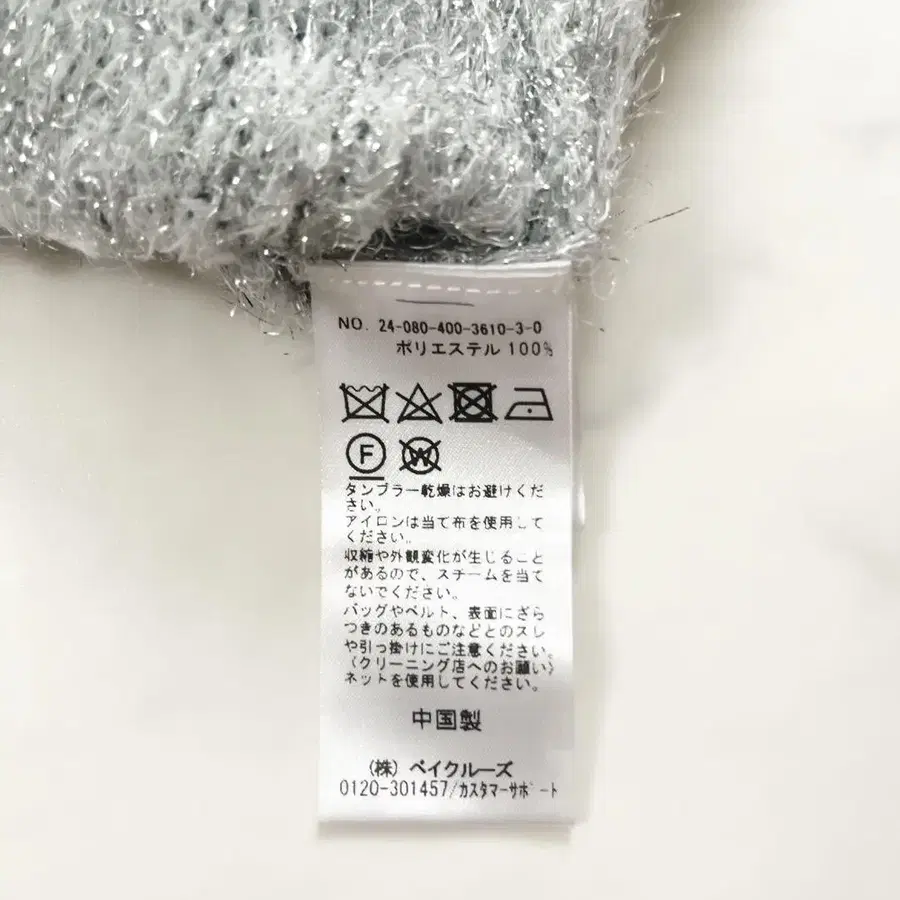 NO. 24-080-400-3610-3-0
ポリエステル 100%
F
W
タンブラー乾燥はお避けくだ
さい。
アイロンは当て布を使用して
ください。
収縮や外観変化が生じること
があるので、スチームを当て
ないでください。
バッグやベルト、表面にざら
つきのあるものなどとのスレ
や引っ掛けにご注意ください。
(クリーニング店へのお願い)
ネットを使用してください。
中国製
(株) ベイクルーズ
0120-301457/カスタマーサポート